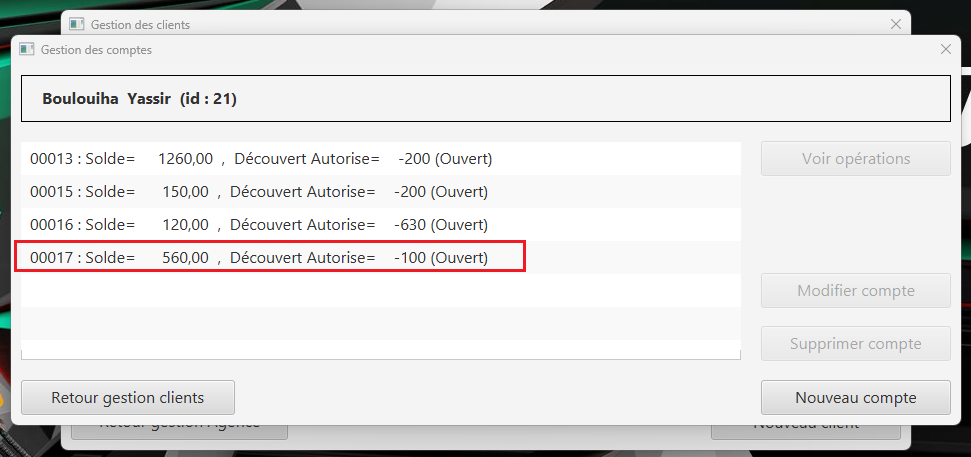 Gestion des clients
Gestion des comptes
Boulouiha Yassir (id : 21)
00013 : Solde= 1260,00 , Découvert Autorise= -200 (Ouvert)
Voir opérations
00015 : Solde= 150,00 , Découvert Autorise= -200 (Ouvert)
00016 : Solde= 120,00 , Découvert Autorise= -630 (Ouvert)
00017 : Solde= 560,00 , Découvert Autorise= -100 (Ouvert)
Modifier compte
Supprimer compte
Retour gestion clients
Nouveau compte
Retour gestion Agence
Nouveau client